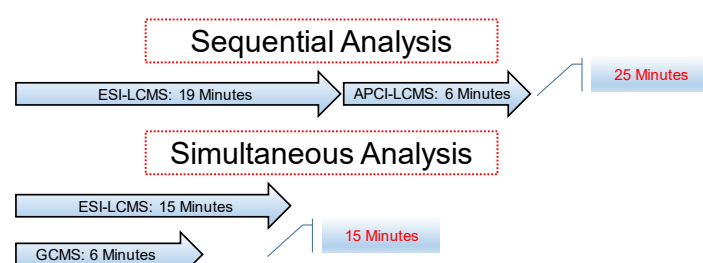 Sequential Analysis
ESI-LCMS: 19 Minutes
APCI-LCMS: 6 Minutes
25 Minutes
Simultaneous Analysis
ESI-LCMS: 15 Minutes
15 Minutes
GCMS: 6 Minutes